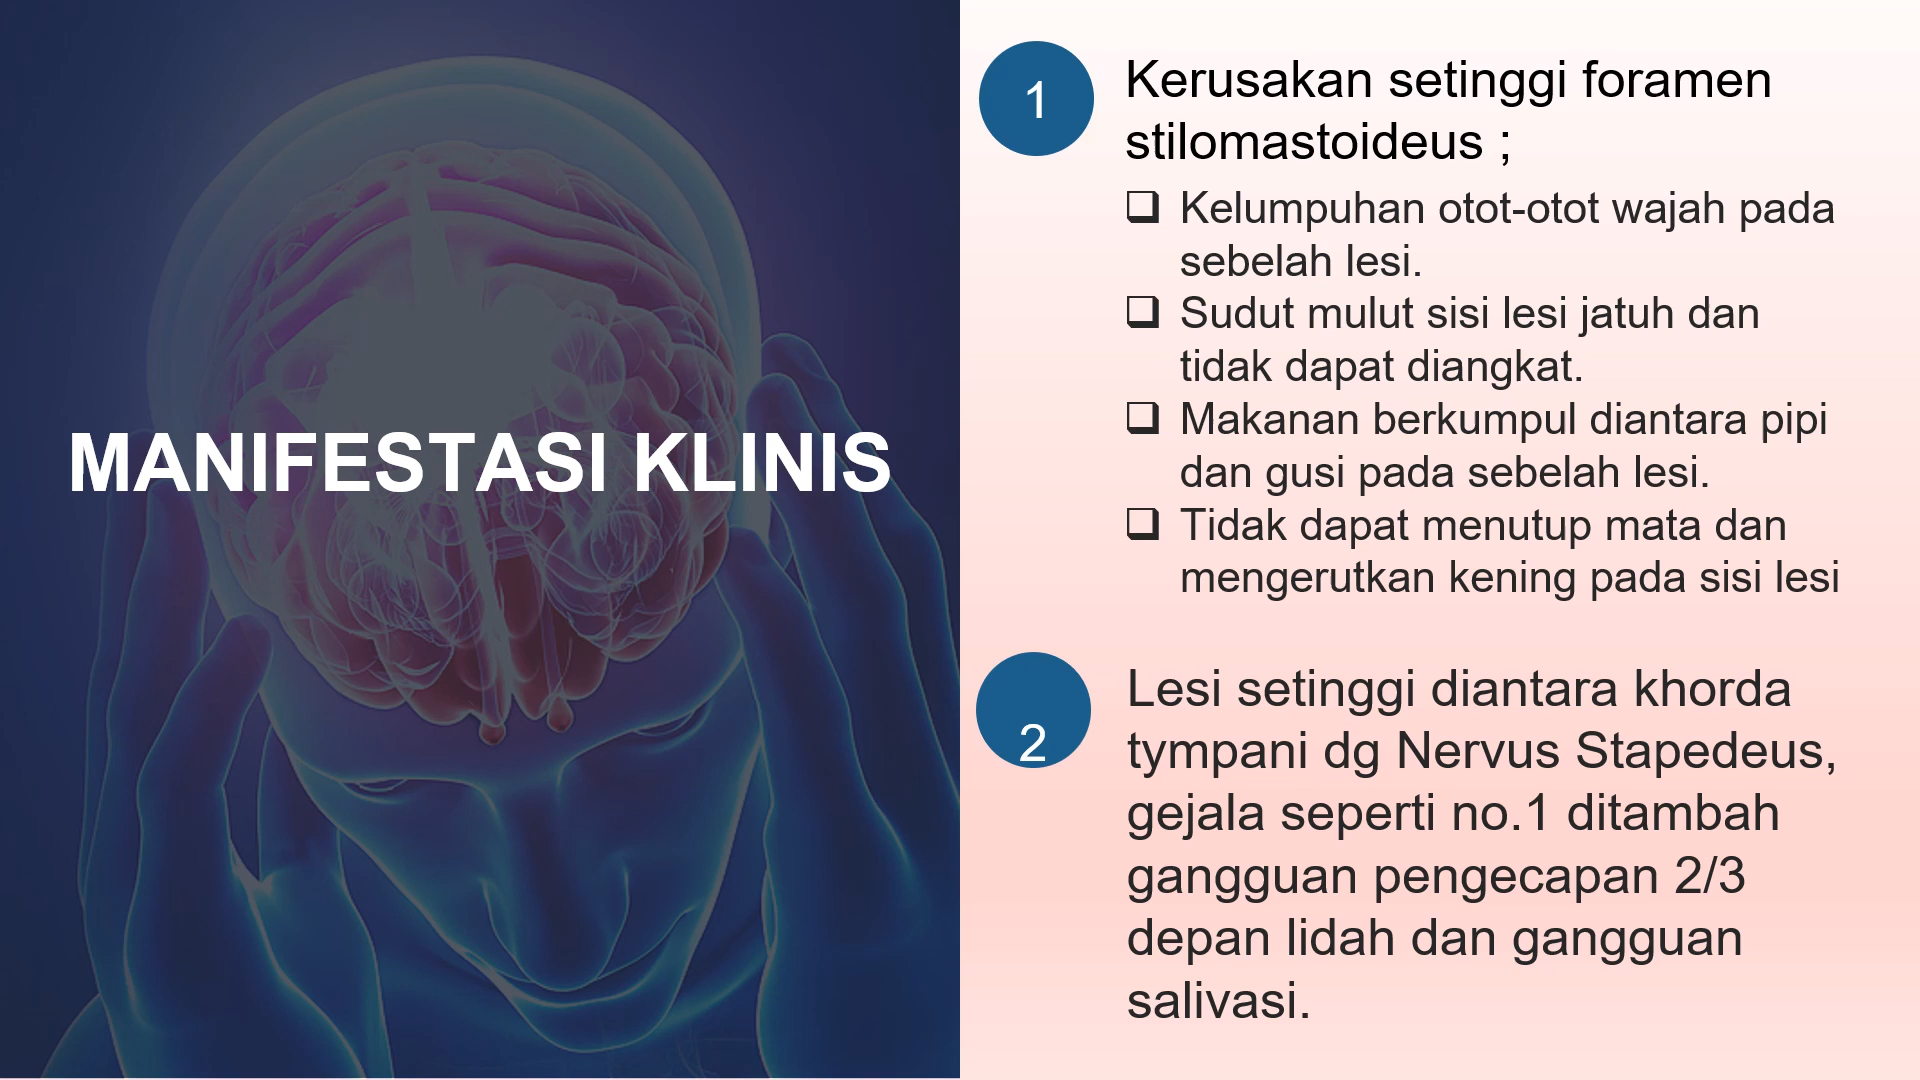 MANIFESTASI KLINIS
1
Kerusakan setinggi foramen
stilomastoideus ;
❑ Kelumpuhan otot-otot wajah pada
sebelah lesi.
❑ Sudut mulut sisi lesi jatuh dan
tidak dapat diangkat.
❑ Makanan berkumpul diantara pipi
dan gusi pada sebelah lesi.
❑ Tidak dapat menutup mata dan
mengerutkan kening pada sisi lesi
2
Lesi setinggi diantara khorda
tympani dg Nervus Stapedeus,
gejala seperti no.1 ditambah
gangguan pengecapan 2/3
depan lidah dan gangguan
salivasi.